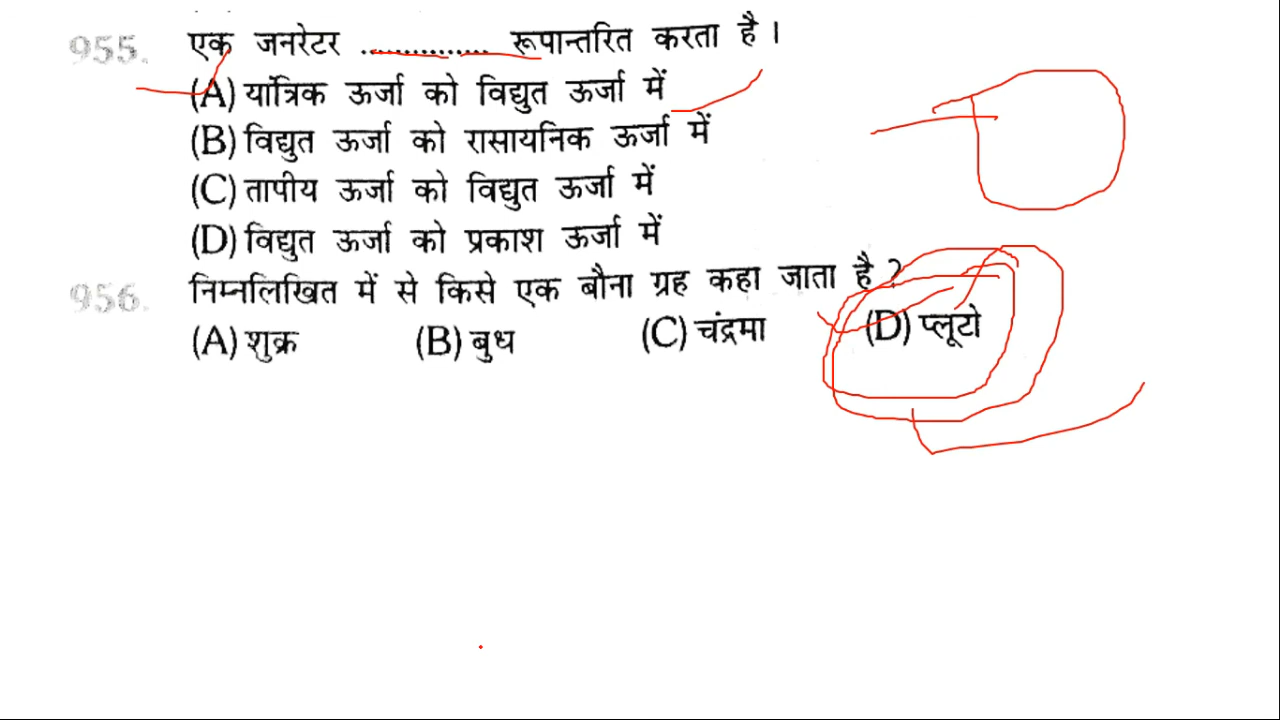 955. एक जनरेटर ............... रूपान्तरित करता है ।
(A) यांत्रिक ऊर्जा को विद्युत ऊर्जा में
(B) विद्युत ऊर्जा को रासायनिक ऊर्जा में
(C) तापीय ऊर्जा को विद्युत ऊर्जा में
(D) विद्युत ऊर्जा को प्रकाश ऊर्जा में
956. निम्नलिखित में से किसे एक बौना ग्रह कहा जाता है ?
(A) शुक्र (B) बुध (C) चंद्रमा (D) प्लूटो